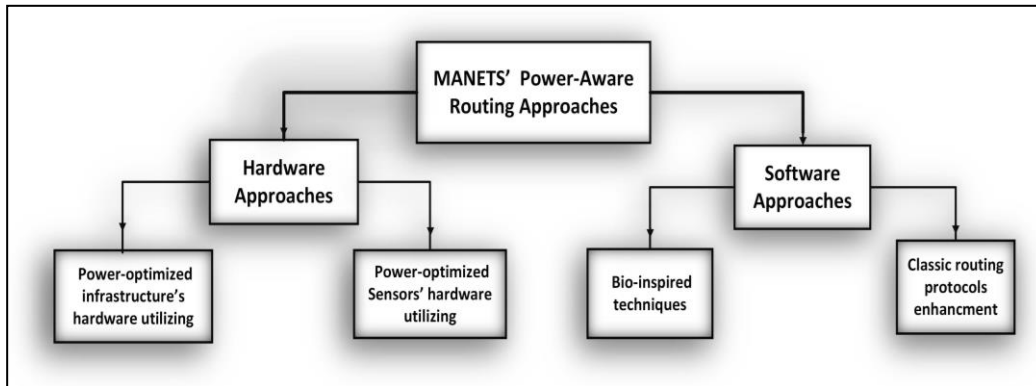 MANETS' Power-Aware
Routing Approaches
Hardware
Approaches
Software
Approaches
Power-optimized
infrastructure's
hardware utilizing
Power-optimized
Sensors' hardware
utilizing
Bio-inspired
techniques
Classic routing
protocols
enhancment